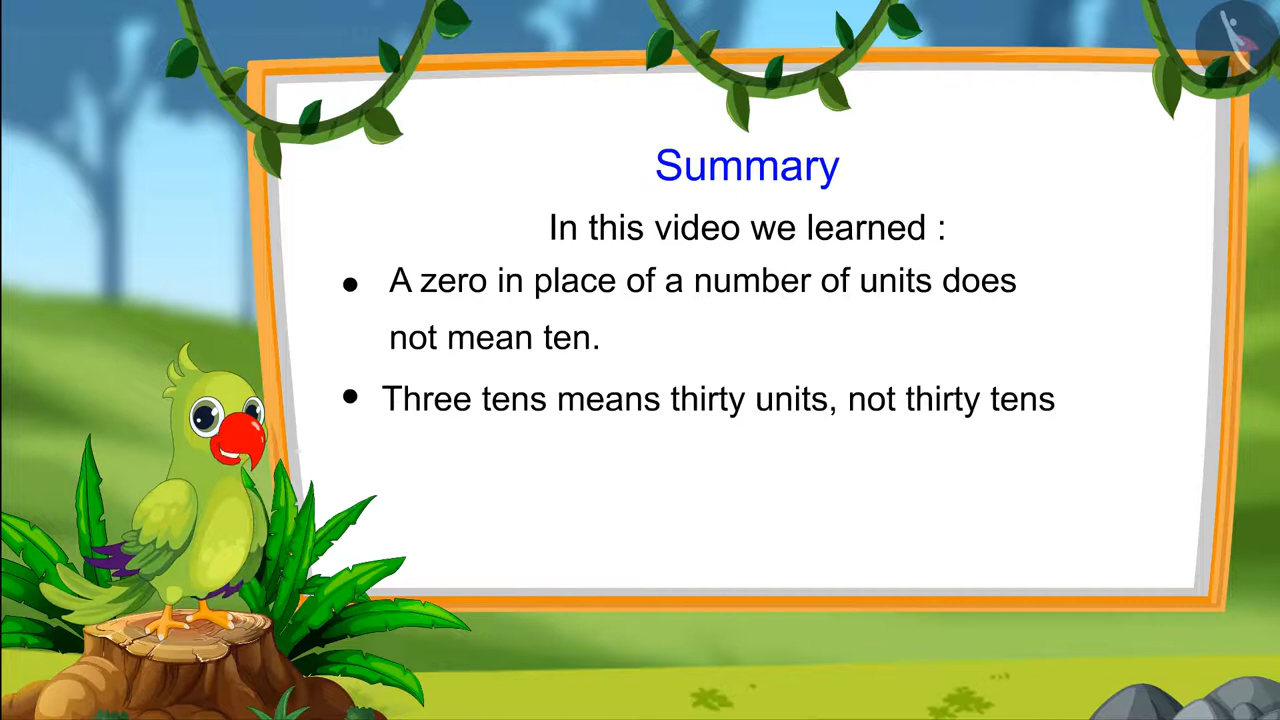 Summary
In this video we learned :
● A zero in place of a number of units does
not mean ten.
● Three tens means thirty units, not thirty tens